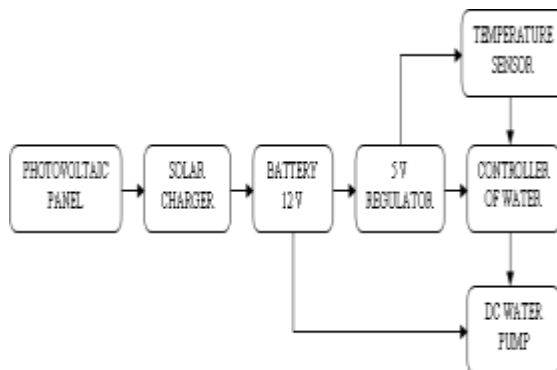 TEMPERATURE
SENSOR
PHOTOVOLTAIC
PANEL
SOLAR
CHARGER
BATTERY
12 V
5 V
REGULATOR
CONTROLLER
OF WATER
DC WATER
PUMP